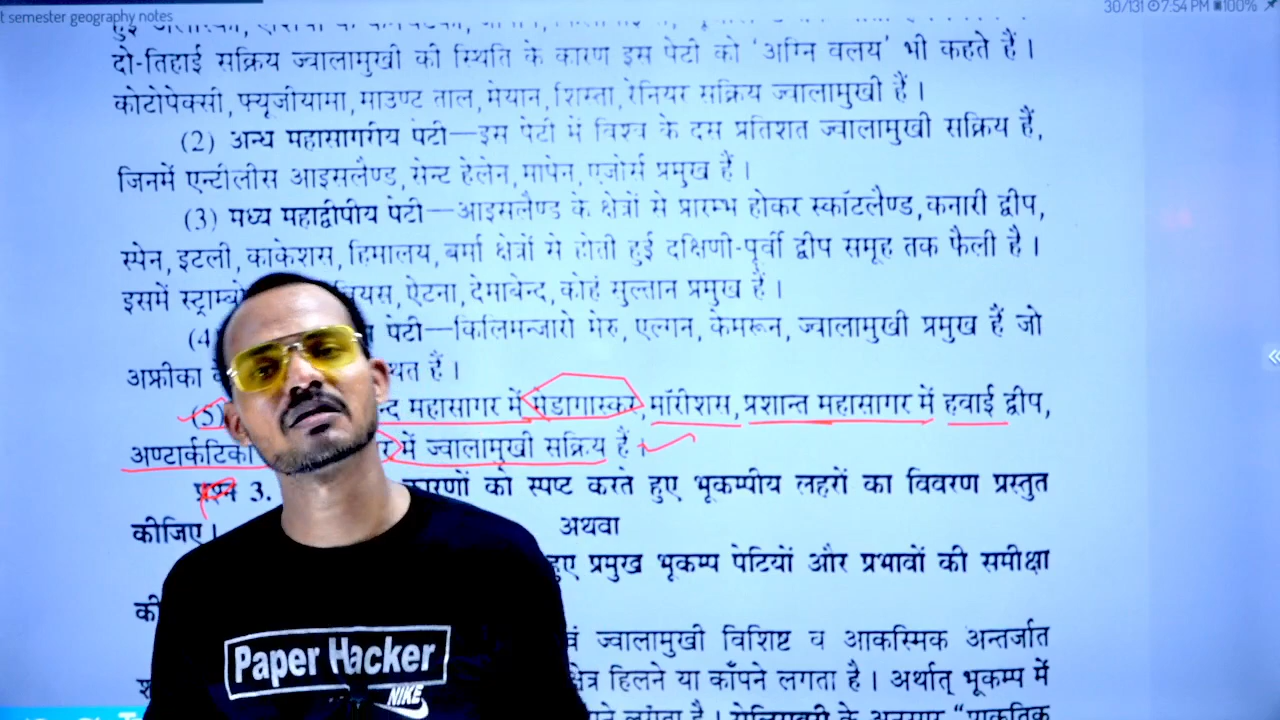 t semester geography notes
30/131 7:54 PM 100%
दो-तिहाई सक्रिय ज्वालामुखी की स्थिति के कारण इस पेटी को 'अग्नि वलय' भी कहते हैं।
कोटोपेक्सी, फ्यूजीयामा, माउण्ट ताल, मेयान, शिस्ता, रेनियर सक्रिय ज्वालामुखी हैं।
(2) अन्ध महासागरीय पेटी—इस पेटी में विश्व के दस प्रतिशत ज्वालामुखी सक्रिय हैं,
जिनमें एन्टीलीस आइसलैण्ड, सेन्ट हेलेन, मापेन, एजोर्स प्रमुख हैं।
(3) मध्य महाद्वीपीय पेटी—आइसलैण्ड के क्षेत्रों से प्रारम्भ होकर स्कॉटलैण्ड, कनारी द्वीप,
स्पेन, इटली, काकेशस, हिमालय, बर्मा क्षेत्रों से होती हुई दक्षिणी-पूर्वी द्वीप समूह तक फैली है।
इसमें ऐटना, देमाबेन्द, कोहं सुल्तान प्रमुख हैं।
(4 पेटी—किलिमन्जारो मेरु, एल्गन, केमरून, ज्वालामुखी प्रमुख हैं जो
अफ्रीका हैं।
(5) महासागर में मेडागास्कर, मॉरीशस, प्रशान्त महासागर में हवाई द्वीप,
अण्टार्कटिका में ज्वालामुखी सक्रिय हैं।
प्रश्न 3. कारणों को स्पष्ट करते हुए भूकम्पीय लहरों का विवरण प्रस्तुत
कीजिए।
अथवा
हुए प्रमुख भूकम्प पेटियों और प्रभावों की समीक्षा
की
ज्वालामुखी विशिष्ट व आकस्मिक अन्तर्जात
हिलने या काँपने लगता है। अर्थात् भूकम्प में
Paper Hacker
NIKE